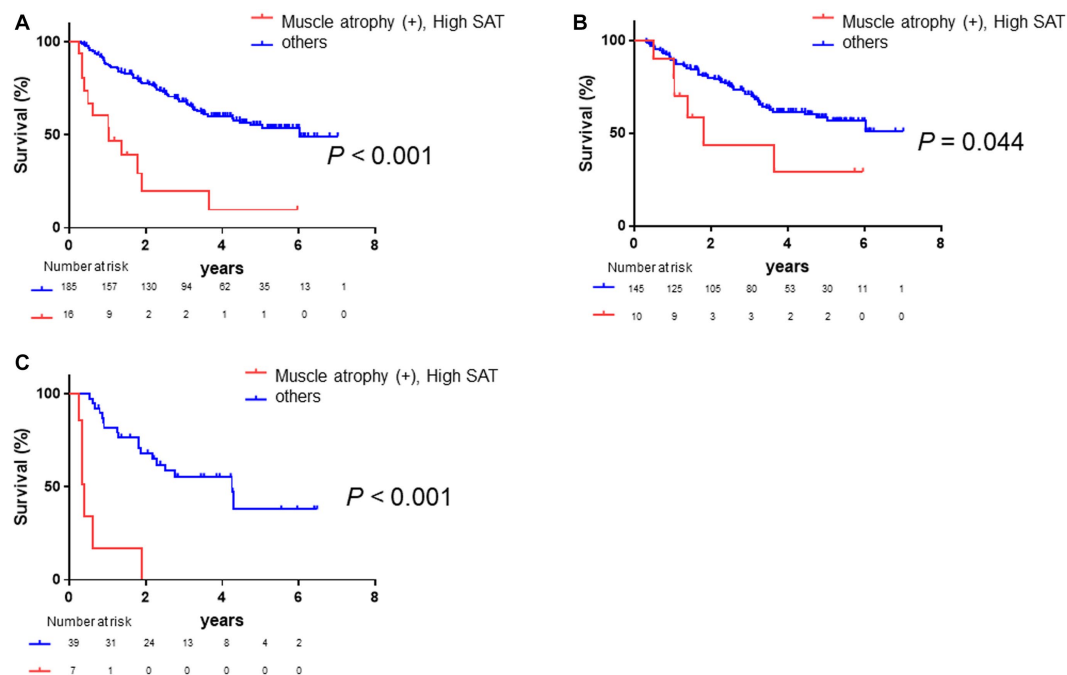 A
Muscle atrophy (+), High SAT
others
100
50
0
Survival (%)
P < 0.001
0 2 4 6 8
years
Number at risk
185 157 130 94 62 35 13 1
16 9 2 2 1 1 0 0
B
Muscle atrophy (+), High SAT
others
100
50
0
Survival (%)
P = 0.044
0 2 4 6 8
years
Number at risk
145 125 105 80 53 30 11 1
10 9 3 3 2 2 0 0
C
Muscle atrophy (+), High SAT
others
100
50
0
Survival (%)
P < 0.001
0 2 4 6 8
years
Number at risk
39 31 24 13 8 4 2
7 1 0 0 0 0 0